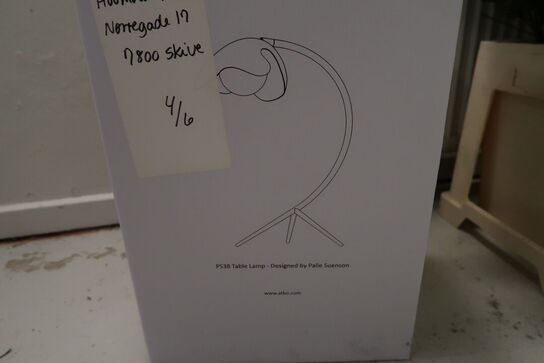 Nørregade 17
7800 Skive
4/6
PS38 Table Lamp - Designed by Palle Suenson
www.atbo.com